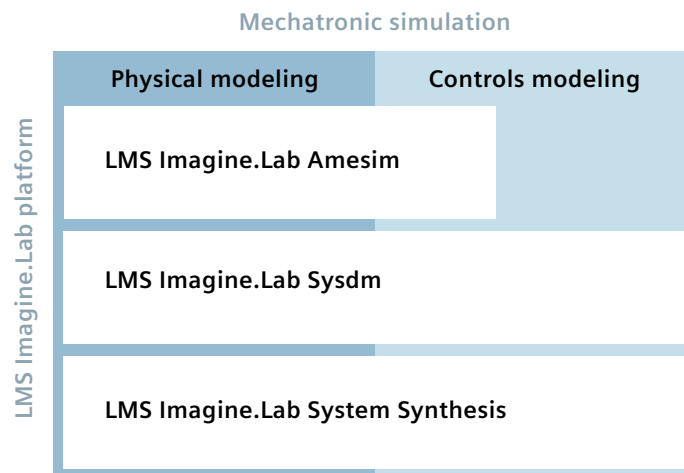 Mechatronic simulation
Physical modeling
Controls modeling
LMS Imagine.Lab platform
LMS Imagine.Lab Amesim
LMS Imagine.Lab Sysdm
LMS Imagine.Lab System Synthesis